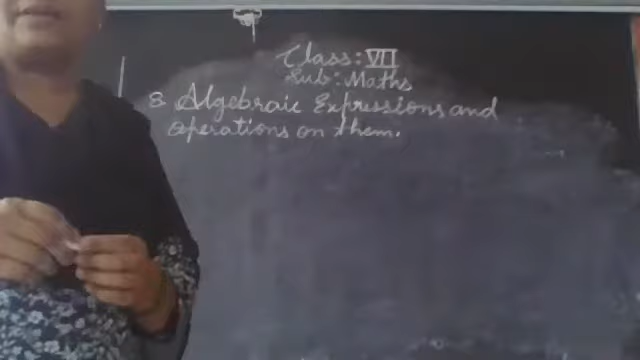 Class: VII
Sub: Maths
8 Algebraic Expressions and
operations on them.